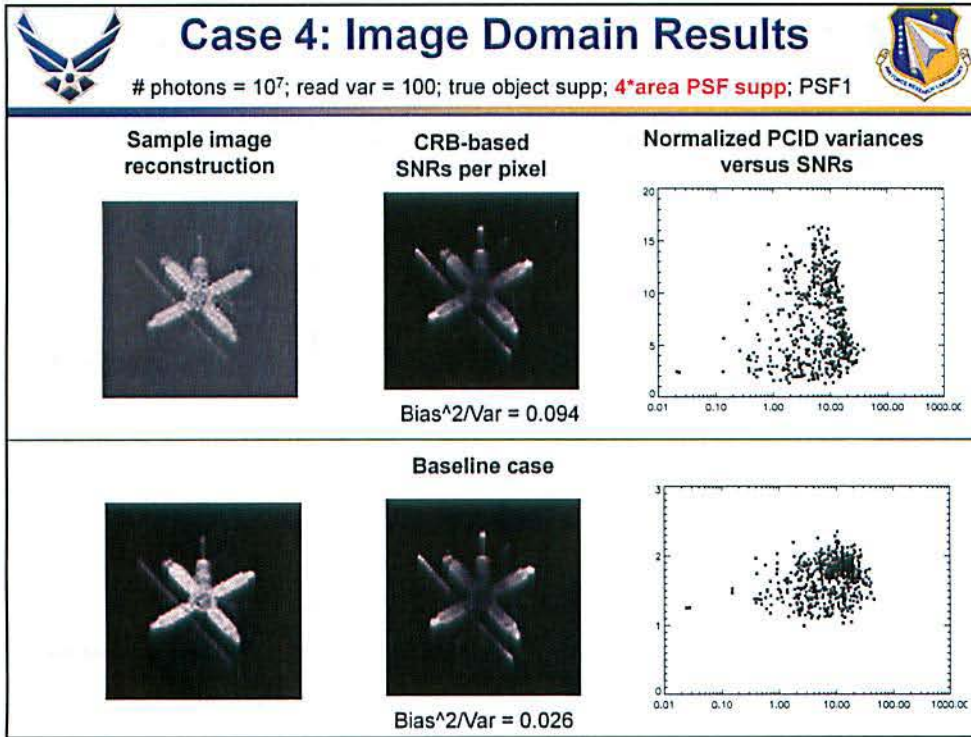 Case 4: Image Domain Results
# photons = 10⁷; read var = 100; true object supp; 4*area PSF supp; PSF1
Sample image
reconstruction
CRB-based
SNRs per pixel
Normalized PCID variances
versus SNRs
20
15
10
5
0
0.01 0.10 1.00 10.00 100.00 1000.00
Bias^2/Var = 0.094
Baseline case
3
2
1
0
0.01 0.10 1.00 10.00 100.00 1000.00
Bias^2/Var = 0.026